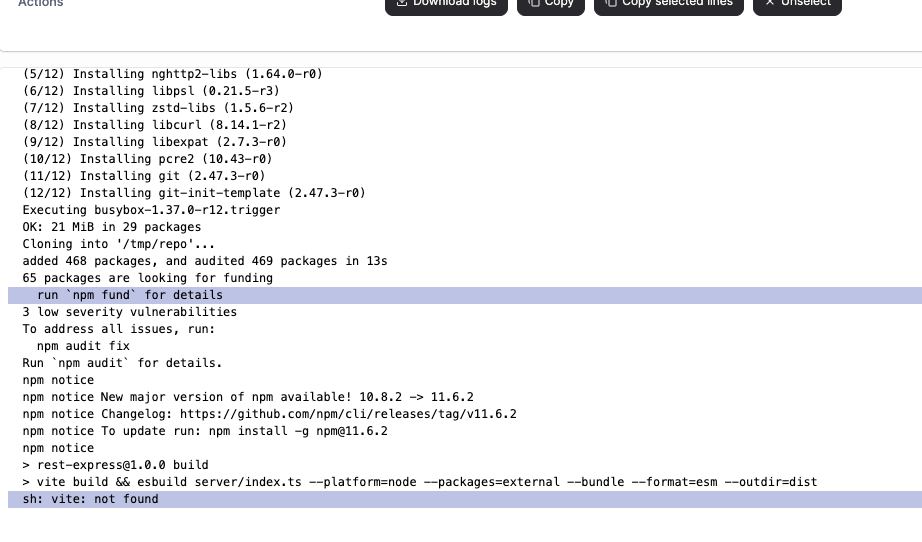 Actions
Download logs
Copy
Copy selected lines
Unselect
(5/12) Installing nghttp2-libs (1.64.0-r0)
(6/12) Installing libpsl (0.21.5-r3)
(7/12) Installing zstd-libs (1.5.6-r2)
(8/12) Installing libcurl (8.14.1-r2)
(9/12) Installing libexpat (2.7.3-r0)
(10/12) Installing pcre2 (10.43-r0)
(11/12) Installing git (2.47.3-r0)
(12/12) Installing git-init-template (2.47.3-r0)
Executing busybox-1.37.0-r12.trigger
OK: 21 MiB in 29 packages
Cloning into '/tmp/repo'...
added 468 packages, and audited 469 packages in 13s
65 packages are looking for funding
  run `npm fund` for details
3 low severity vulnerabilities
To address all issues, run:
  npm audit fix
Run `npm audit` for details.
npm notice
npm notice New major version of npm available! 10.8.2 -> 11.6.2
npm notice Changelog: https://github.com/npm/cli/releases/tag/v11.6.2
npm notice To update run: npm install -g npm@11.6.2
npm notice
> rest-express@1.0.0 build
> vite build && esbuild server/index.ts --platform=node --packages=external --bundle --format=esm --outdir=dist
sh: vite: not found